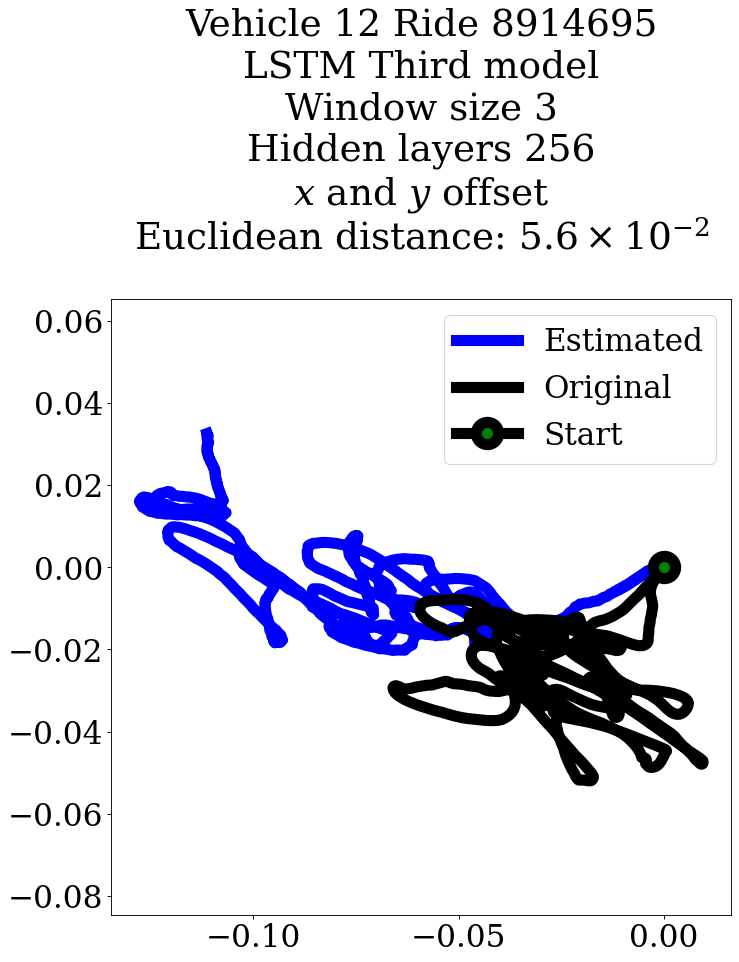 Vehicle 12 Ride 8914695
LSTM Third model
Window size 3
Hidden layers 256
x and y offset
Euclidean distance: 5.6 × 10⁻²
0.06
0.04
0.02
0.00
−0.02
−0.04
−0.06
−0.08
Estimated
Original
Start
−0.10 −0.05 0.00